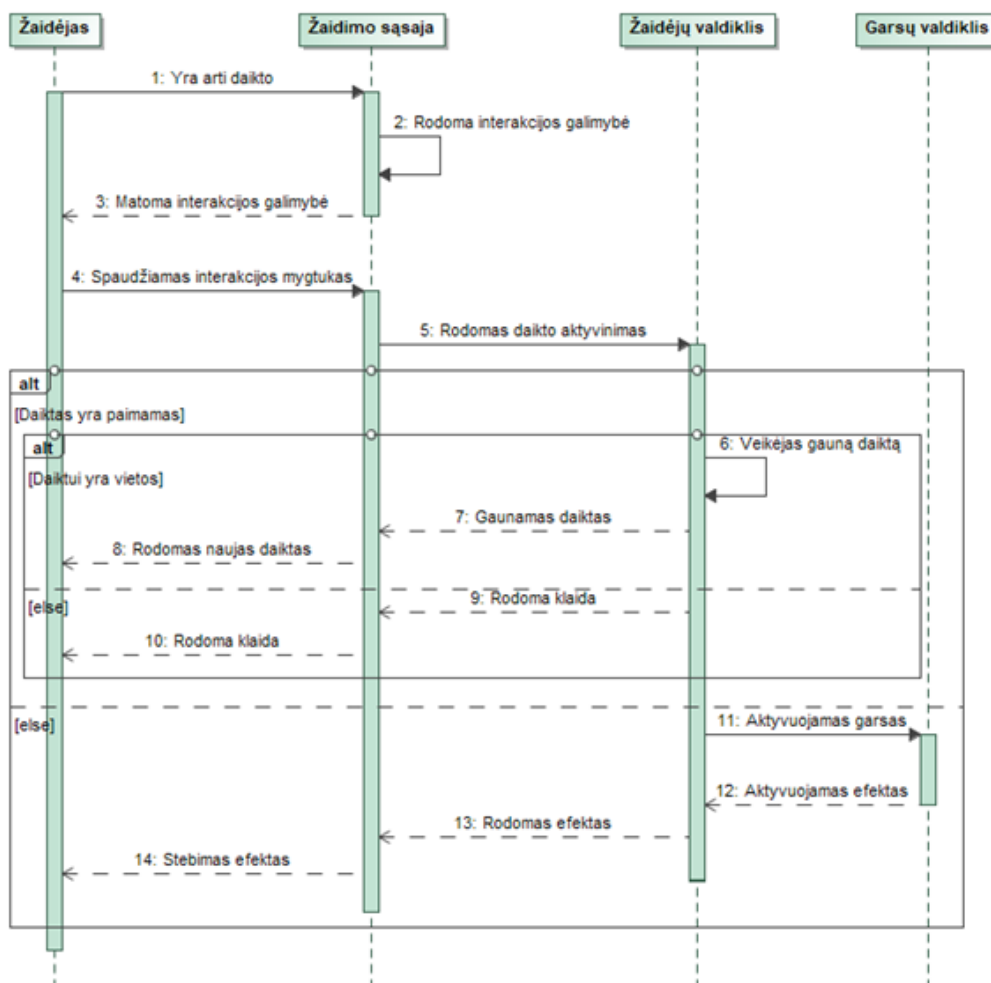 Žaidėjas
Žaidimo sąsaja
Žaidėjų valdiklis
Garsų valdiklis
1: Yra arti daikto
2: Rodoma interakcijos galimybė
3: Matoma interakcijos galimybė
4: Spaudžiamas interakcijos mygtukas
5: Rodomas daikto aktyvinimas
alt
[Daiktas yra paimamas]
alt
6: Veikėjas gauną daiktą
[Daiktui yra vietos]
7: Gaunamas daiktas
8: Rodomas naujas daiktas
9: Rodoma klaida
[else]
10: Rodoma klaida
[else]
11: Aktyvuojamas garsas
12: Aktyvuojamas efektas
13: Rodomas efektas
14: Stebimas efektas